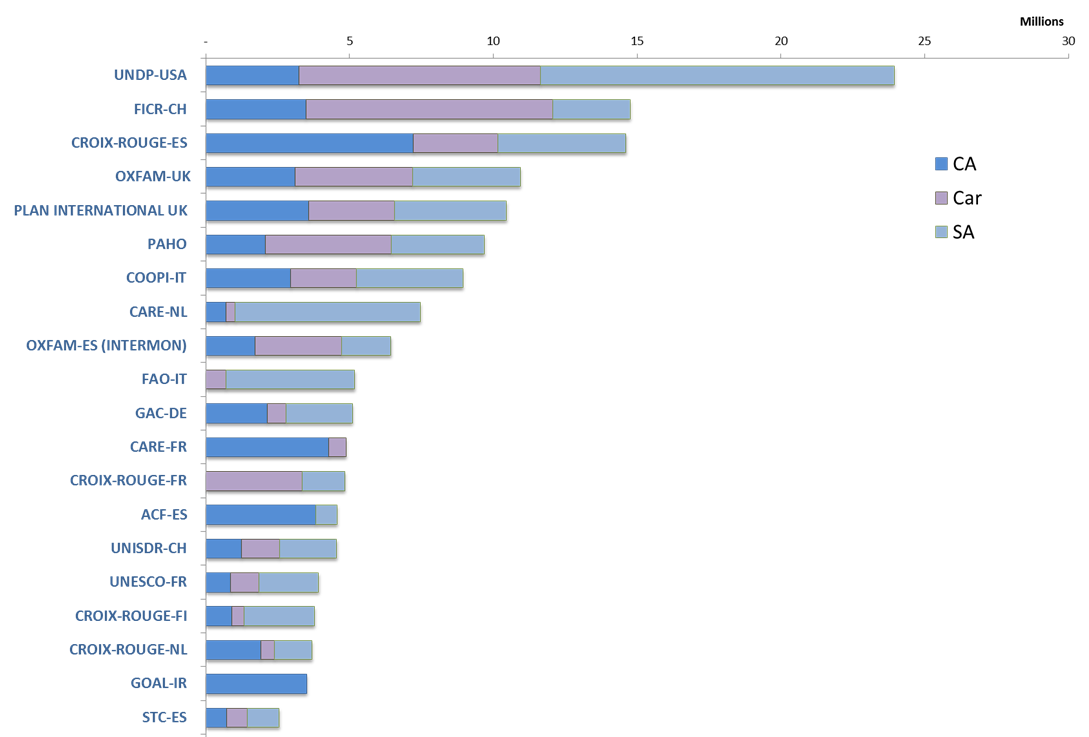 Millions
- 5 10 15 20 25 30
UNDP-USA
FICR-CH
CROIX-ROUGE-ES
OXFAM-UK
PLAN INTERNATIONAL UK
PAHO
COOPI-IT
CARE-NL
OXFAM-ES (INTERMON)
FAO-IT
GAC-DE
CARE-FR
CROIX-ROUGE-FR
ACF-ES
UNISDR-CH
UNESCO-FR
CROIX-ROUGE-FI
CROIX-ROUGE-NL
GOAL-IR
STC-ES
CA
Car
SA